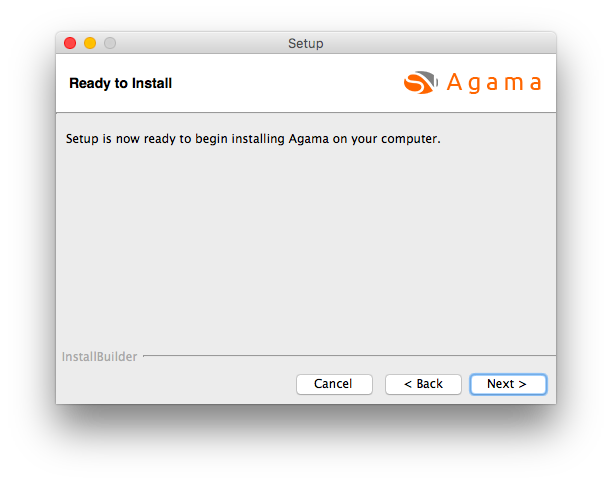 Setup
Ready to Install
Agama
Setup is now ready to begin installing Agama on your computer.
InstallBuilder
Cancel
< Back
Next >